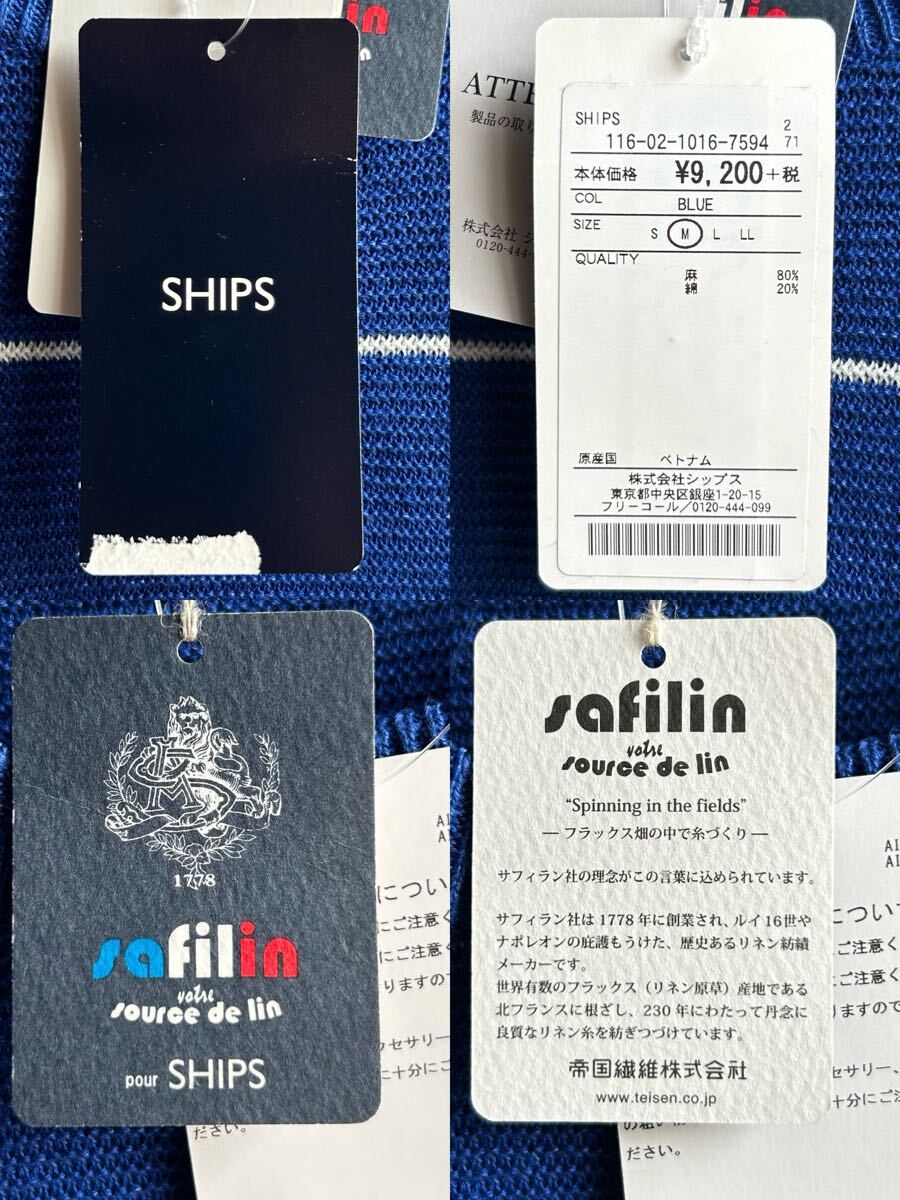 in
SHIPS
in
ATTE
製品の取り
株式会社 シ
0120-444-
SHIPS
2
116-02-1016-7594 71
本体価格 ¥9,200+税
COL BLUE
SIZE S M L LL
QUALITY
麻 80%
綿 20%
原産国 ベトナム
株式会社シップス
東京都中央区銀座1-20-15
フリーコール/0120-444-099
1778
safilin
votre
source de lin
pour SHIPS
につい
にご注意く
にご注意
りますので
クセサリー
に十分にご
ださい。
safilin
votre
source de lin
“Spinning in the fields”
— フラックス畑の中で糸づくり —
サフィラン社の理念がこの言葉に込められています。
サフィラン社は1778年に創業され、ルイ16世や
ナポレオンの庇護もうけた、歴史あるリネン紡績
メーカーです。
世界有数のフラックス（リネン原草）産地である
北フランスに根ざし、230年にわたって丹念に
良質なリネン糸を紡ぎつづけています。
帝国繊維株式会社
www.teisen.co.jp
につい
ご注意く
ご注意
ますので
セサリー、
十分にご
ださい。